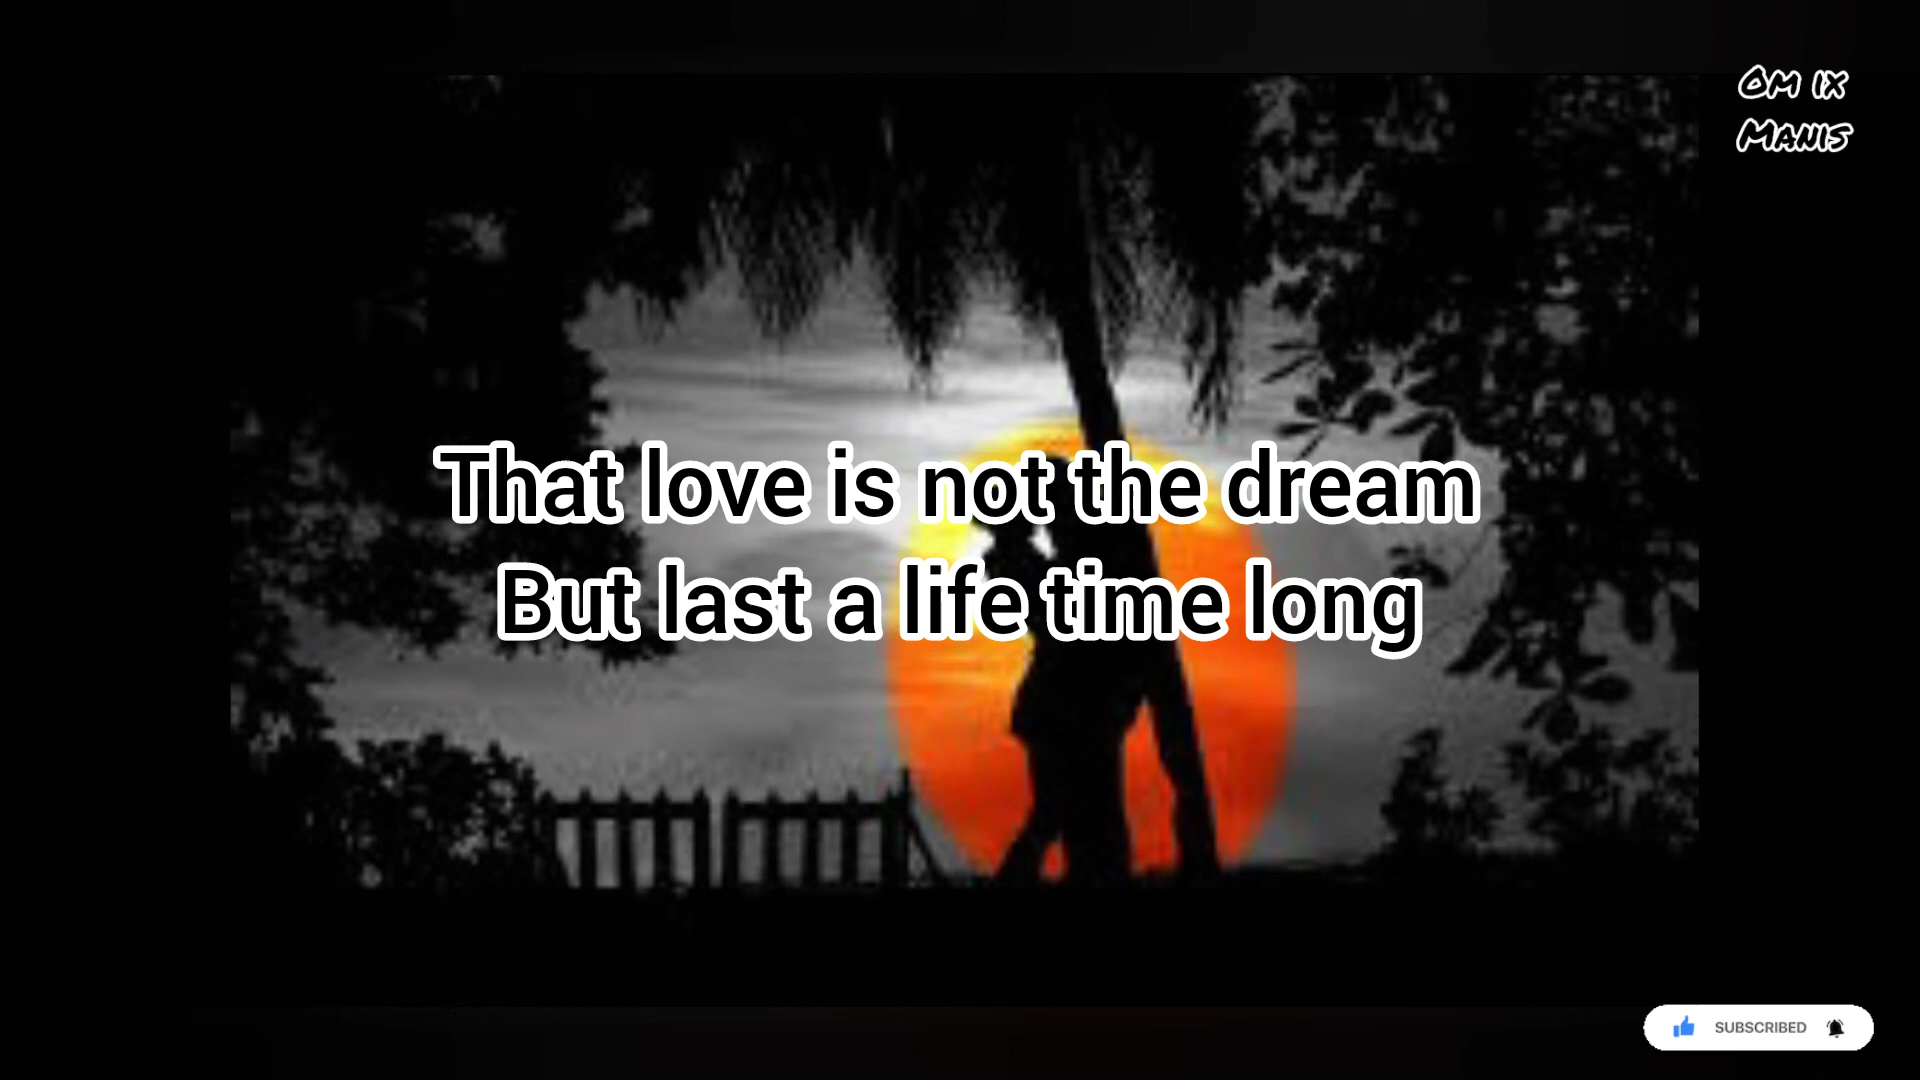 Om ix
Manis
That love is not the dream
But last a life time long
SUBSCRIBED